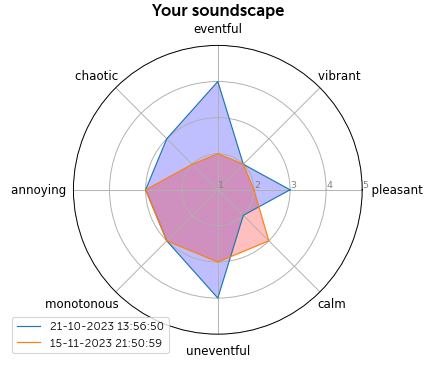 Your soundscape
eventful
chaotic
vibrant
annoying
1
2
3
4
5
pleasant
monotonous
calm
21-10-2023 13:56:50
15-11-2023 21:50:59
uneventful